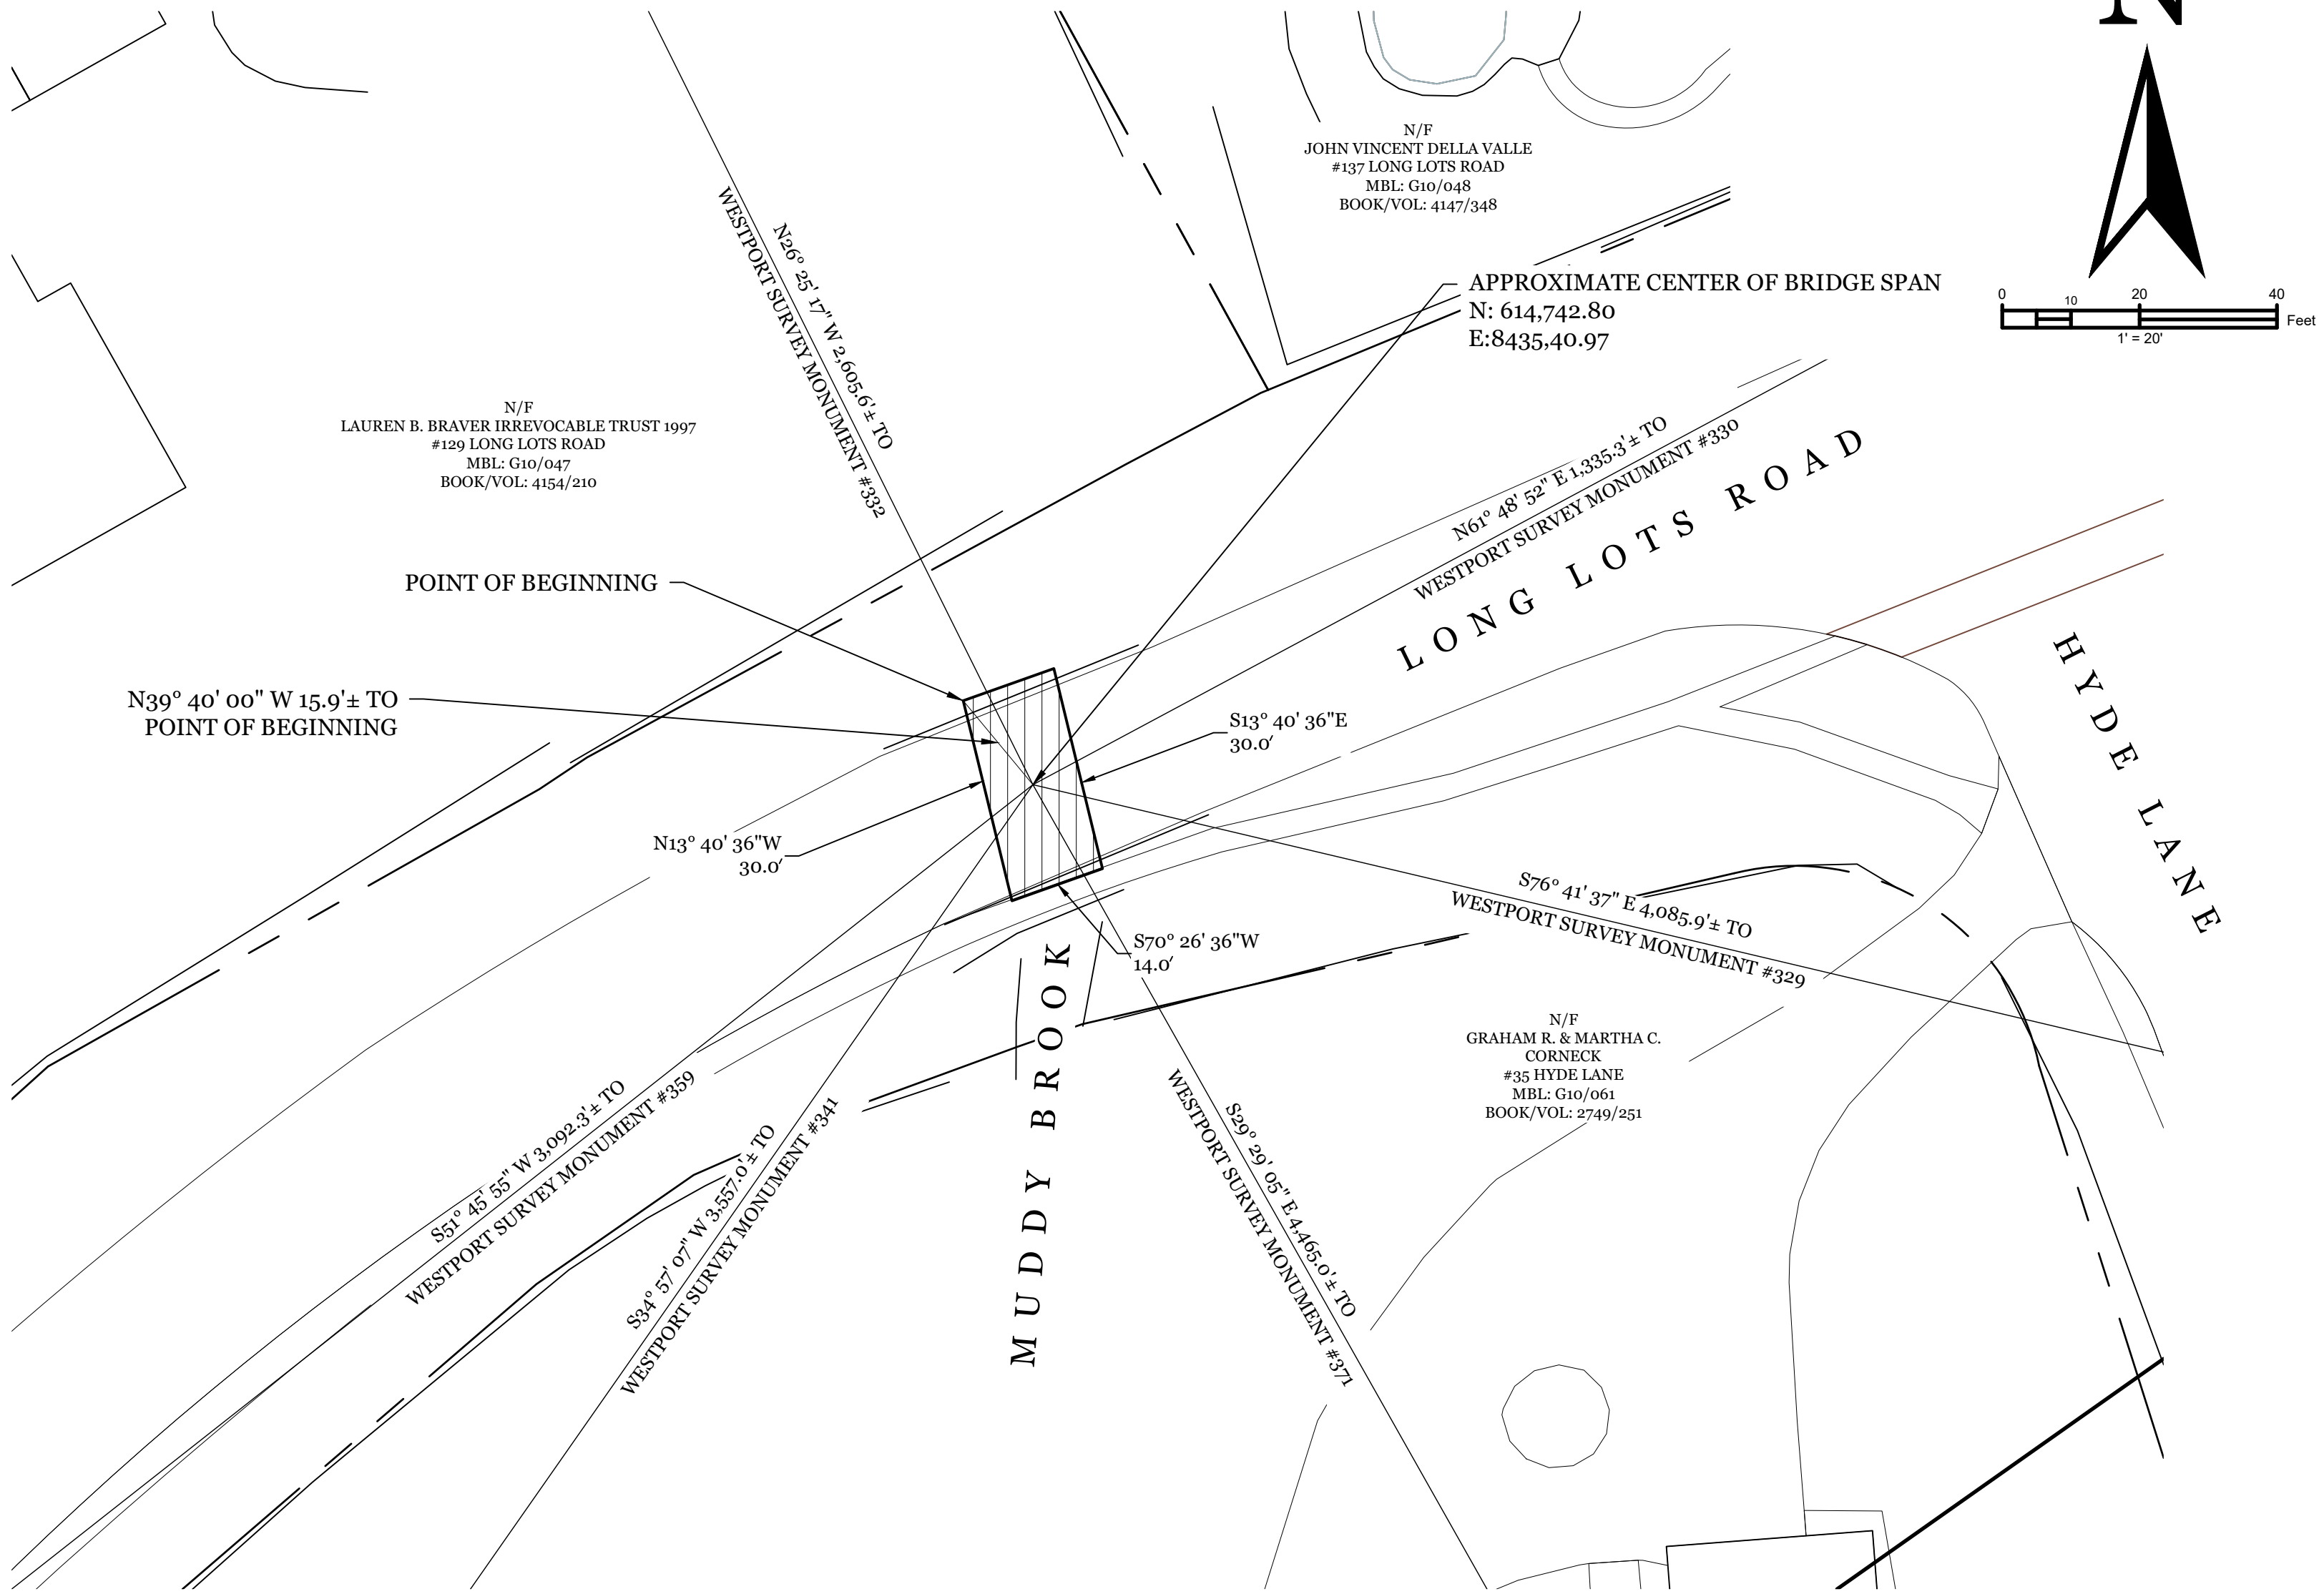 N
N/F
JOHN VINCENT DELLA VALLE
#137 LONG LOTS ROAD
MBL: G10/048
BOOK/VOL: 4147/348
APPROXIMATE CENTER OF BRIDGE SPAN
N: 614,742.80
E:8435,40.97
0 10 20 40
Feet
1' = 20'
N26° 25' 17" W 2,605.6'± TO
WESTPORT SURVEY MONUMENT #332
N/F
LAUREN B. BRAVER IRREVOCABLE TRUST 1997
#129 LONG LOTS ROAD
MBL: G10/047
BOOK/VOL: 4154/210
N61° 48' 52" E 1,335.3'± TO
WESTPORT SURVEY MONUMENT #330
LONG LOTS ROAD
POINT OF BEGINNING
N39° 40' 00" W 15.9'± TO
POINT OF BEGINNING
S13° 40' 36"E
30.0'
HYDE LANE
N13° 40' 36"W
30.0'
S76° 41' 37" E 4,085.9'± TO
WESTPORT SURVEY MONUMENT #329
S70° 26' 36"W
14.0'
MUDDY BROOK
N/F
GRAHAM R. & MARTHA C.
CORNECK
#35 HYDE LANE
MBL: G10/061
BOOK/VOL: 2749/251
S51° 45' 55" W 3,092.3'± TO
WESTPORT SURVEY MONUMENT #359
S34° 57' 07" W 3,557.0'± TO
WESTPORT SURVEY MONUMENT #341
S29° 29' 05" E 4,465.0'± TO
WESTPORT SURVEY MONUMENT #371